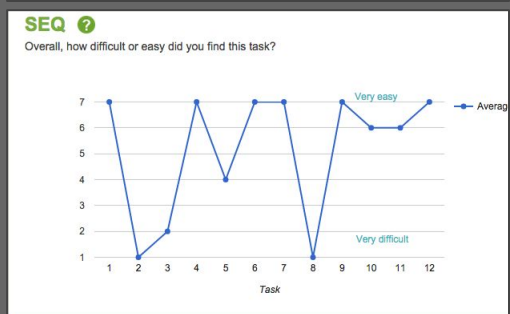 SEQ ?
Overall, how difficult or easy did you find this task?
Very easy
7
6
5
4
3
2
1
Averag
Very difficult
1 2 3 4 5 6 7 8 9 10 11 12
Task